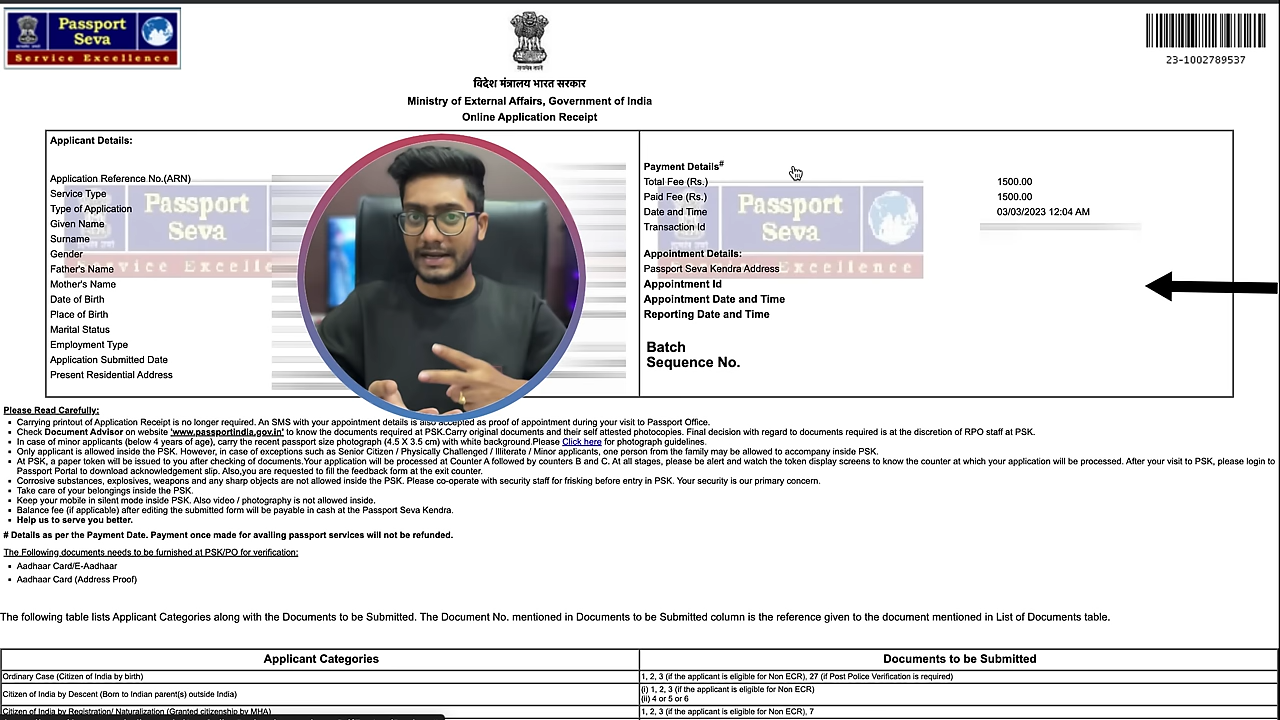 Passport
Seva
Service Excellence
23-1002789537
विदेश मंत्रालय भारत सरकार
Ministry of External Affairs, Government of India
Online Application Receipt
Applicant Details:
Application Reference No.(ARN)
Service Type
Type of Application
Given Name
Surname
Gender
Father's Name
Mother's Name
Date of Birth
Place of Birth
Marital Status
Employment Type
Application Submitted Date
Present Residential Address
Passport
Seva
Payment Details#
Total Fee (Rs.) 1500.00
Paid Fee (Rs.) 1500.00
Date and Time 03/03/2023 12:04 AM
Transaction Id
Appointment Details:
Passport Seva Kendra Address
Appointment Id
Appointment Date and Time
Reporting Date and Time
Batch
Sequence No.
Passport
Seva
Please Read Carefully:
Carrying printout of Application Receipt is no longer required. An SMS with your appointment details is also accepted as proof of appointment during your visit to Passport Office.
Check Document Advisor on website 'www.passportindia.gov.in' to know the documents required at PSK.Carry original documents and their self attested photocopies. Final decision with regard to documents required is at the discretion of RPO staff at PSK.
In case of minor applicants (below 4 years of age), carry the recent passport size photograph (4.5 X 3.5 cm) with white background.Please Click here for photograph guidelines.
Only applicant is allowed inside the PSK. However, in case of exceptions such as Senior Citizen / Physically Challenged / Illiterate / Minor applicants, one person from the family may be allowed to accompany inside PSK.
At PSK, a paper token will be issued to you after checking of documents.Your application will be processed at Counter A followed by counters B and C. At all stages, please be alert and watch the token display screens to know the counter at which your application will be processed. After your visit to PSK, please login to
Passport Portal to download acknowledgement slip. Also,you are requested to fill the feedback form at the exit counter.
Corrosive substances, explosives, weapons and any sharp objects are not allowed inside the PSK. Please co-operate with security staff for frisking before entry in PSK. Your security is our primary concern.
Take care of your belongings inside the PSK.
Keep your mobile in silent mode inside PSK. Also video / photography is not allowed inside.
Balance fee (if applicable) after editing the submitted form will be payable in cash at the Passport Seva Kendra.
Help us to serve you better.
# Details as per the Payment Date. Payment once made for availing passport services will not be refunded.
The Following documents needs to be furnished at PSK/PO for verification:
Aadhaar Card/E-Aadhaar
Aadhaar Card (Address Proof)
The following table lists Applicant Categories along with the Documents to be Submitted. The Document No. mentioned in Documents to be Submitted column is the reference given to the document mentioned in List of Documents table.
Applicant Categories Documents to be Submitted
Ordinary Case (Citizen of India by birth) 1, 2, 3 (if the applicant is eligible for Non ECR), 27 (if Post Police Verification is required)
Citizen of India by Descent (Born to Indian parent(s) outside India) (i) 1, 2, 3 (if the applicant is eligible for Non ECR)
(ii) 4 or 5 or 6
Citizen of India by Registration/ Naturalization (Granted citizenship by MHA) 1, 2, 3 (if the applicant is eligible for Non ECR), 7